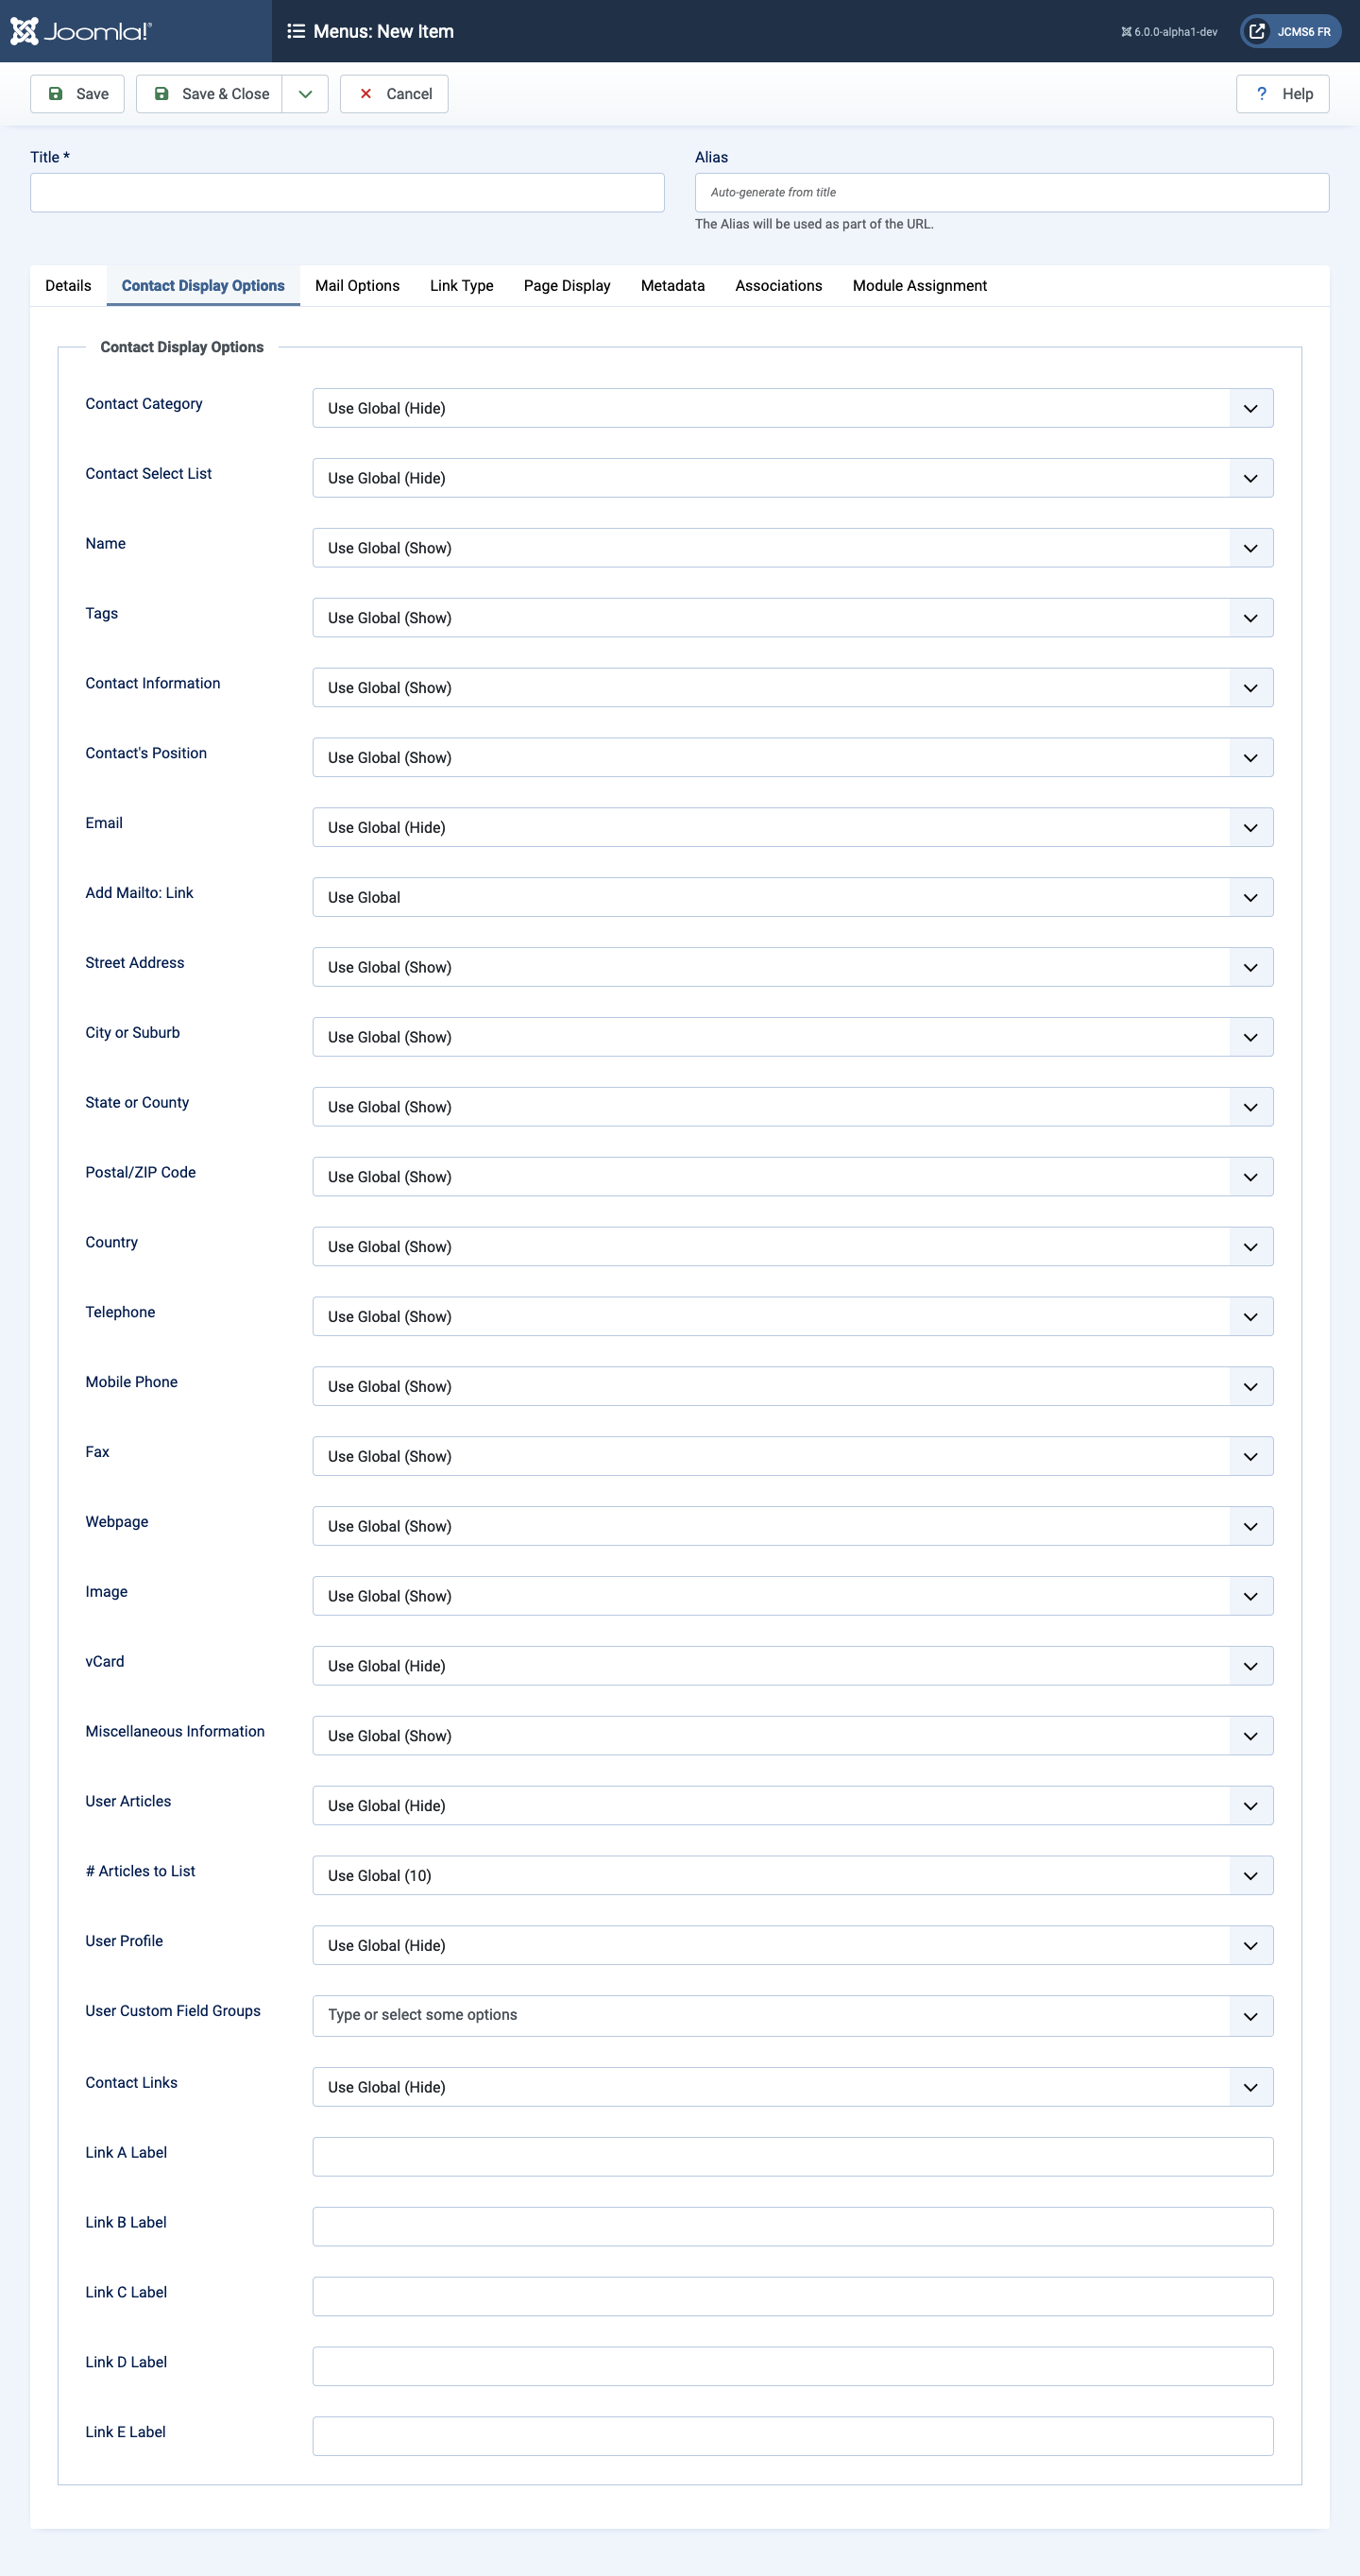 Joomla!
Menus: New Item
6.0.0-alpha1-dev
JCMS6 FR
Save
Save & Close
Cancel
? Help
Title *
Alias
Auto-generate from title
The Alias will be used as part of the URL.
Details
Contact Display Options
Mail Options
Link Type
Page Display
Metadata
Associations
Module Assignment
Contact Display Options
Contact Category
Use Global (Hide)
Contact Select List
Use Global (Hide)
Name
Use Global (Show)
Tags
Use Global (Show)
Contact Information
Use Global (Show)
Contact's Position
Use Global (Show)
Email
Use Global (Hide)
Add Mailto: Link
Use Global
Street Address
Use Global (Show)
City or Suburb
Use Global (Show)
State or County
Use Global (Show)
Postal/ZIP Code
Use Global (Show)
Country
Use Global (Show)
Telephone
Use Global (Show)
Mobile Phone
Use Global (Show)
Fax
Use Global (Show)
Webpage
Use Global (Show)
Image
Use Global (Show)
vCard
Use Global (Hide)
Miscellaneous Information
Use Global (Show)
User Articles
Use Global (Hide)
# Articles to List
Use Global (10)
User Profile
Use Global (Hide)
User Custom Field Groups
Type or select some options
Contact Links
Use Global (Hide)
Link A Label
Link B Label
Link C Label
Link D Label
Link E Label